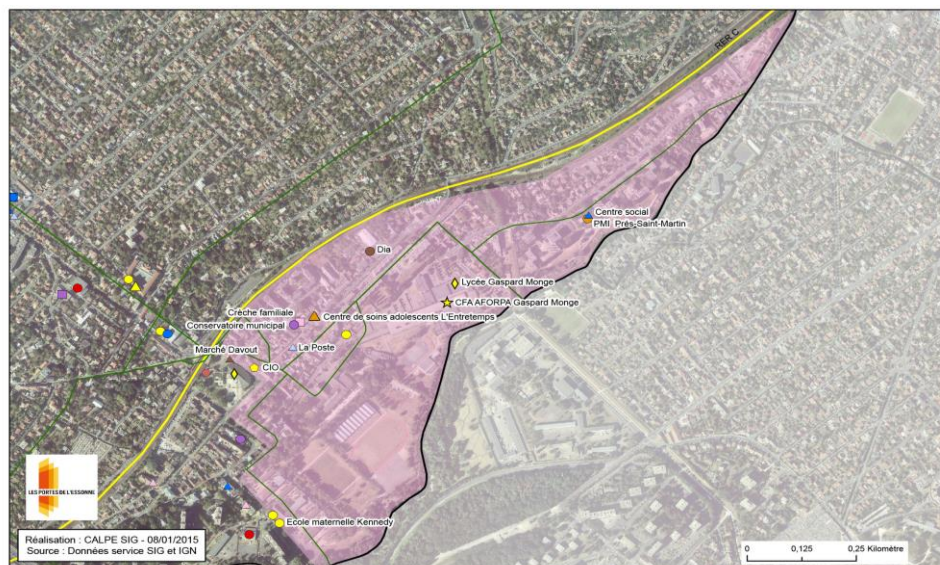 RER C
Centre social
PMI Prés-Saint-Martin
Dia
Lycée Gaspard Monge
CFA AFORPA Gaspard Monge
Crèche familiale
Centre de soins adolescents L'Entretemps
Conservatoire municipal
Marché Davout
La Poste
CIO
Ecole maternelle Kennedy
LES PORTES DE L'ESSONNE
Réalisation : CALPE SIG - 08/01/2015
Source : Données service SIG et IGN
0 0,125 0,25 Kilomètre